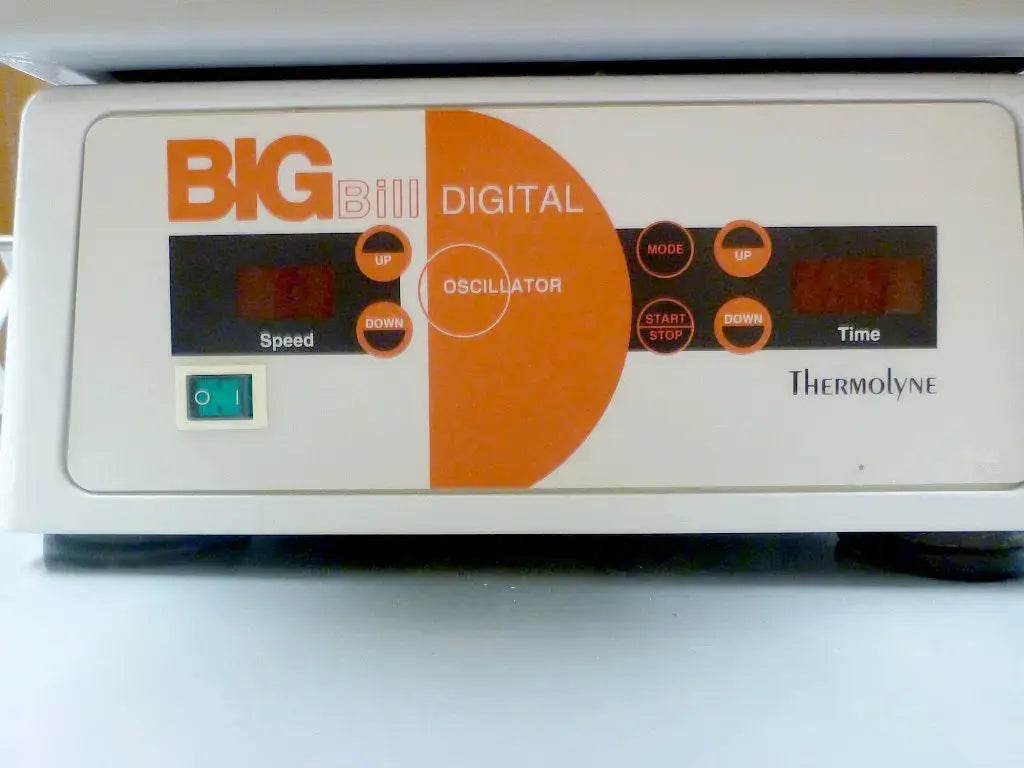 BIG Bill DIGITAL
OSCILLATOR
UP
DOWN
Speed
MODE
START
STOP
UP
DOWN
Time
O I
THERMOLYNE